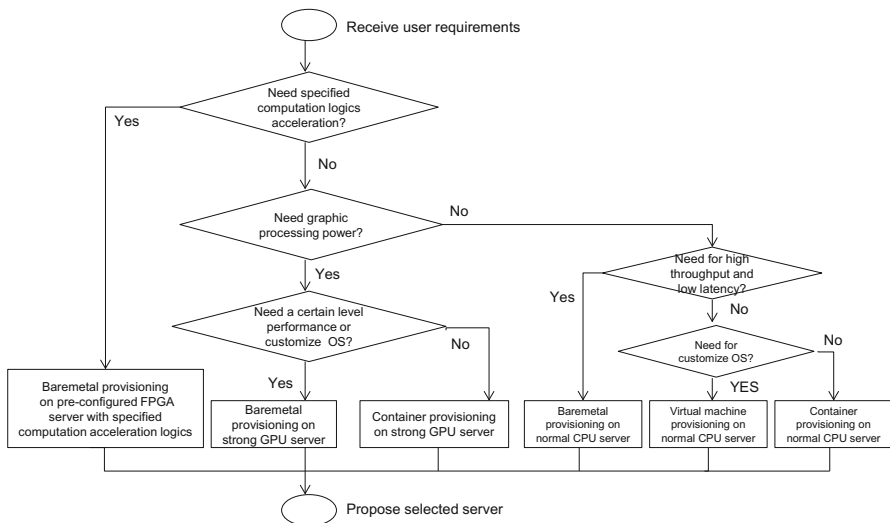 Receive user requirements
Need specified
computation logics
acceleration?
Yes
No
Need graphic
processing power?
No
Yes
Need for high
throughput and
low latency?
Yes
No
Need a certain level
performance or
customize OS?
No
Yes
Need for
customize OS?
No
YES
Baremetal provisioning
on pre-configured FPGA
server with specified
computation acceleration logics
Baremetal
provisioning on
strong GPU server
Container provisioning
on strong GPU server
Baremetal
provisioning on
normal CPU server
Virtual machine
provisioning on
normal CPU server
Container
provisioning on
normal CPU server
Propose selected server